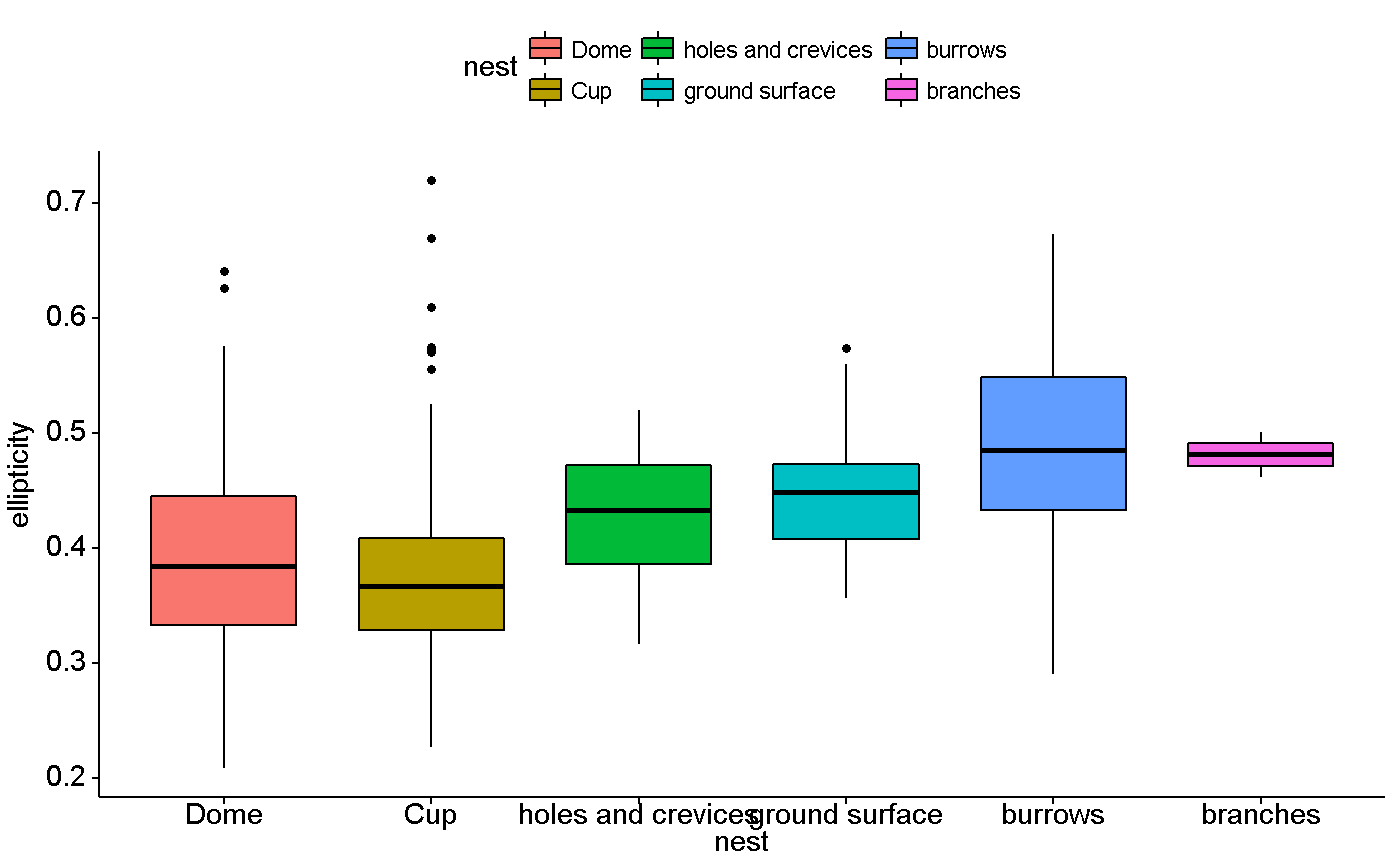 nest
Dome holes and crevices burrows
Cup ground surface branches
ellipticity
0.7
0.6
0.5
0.4
0.3
0.2
Dome Cup holes and crevices ground surface burrows branches
nest